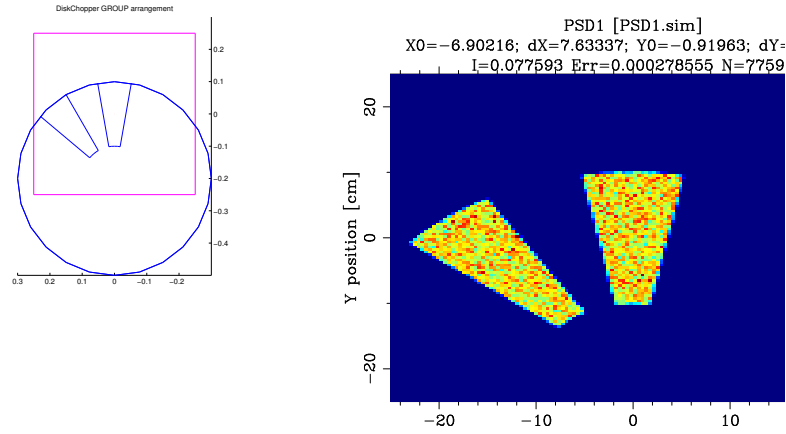 DiskChopper GROUP arrangement
0.2
0.1
0
−0.1
−0.2
−0.3
−0.4
0.3 0.2 0.1 0.0 −0.1 −0.2
PSD1 [PSD1.sim]
X0=−6.90216; dX=7.63337; Y0=−0.91963; dY=
I=0.077593 Err=0.000278555 N=7759
Y position [cm]
20
0
−20
−20 −10 0 10